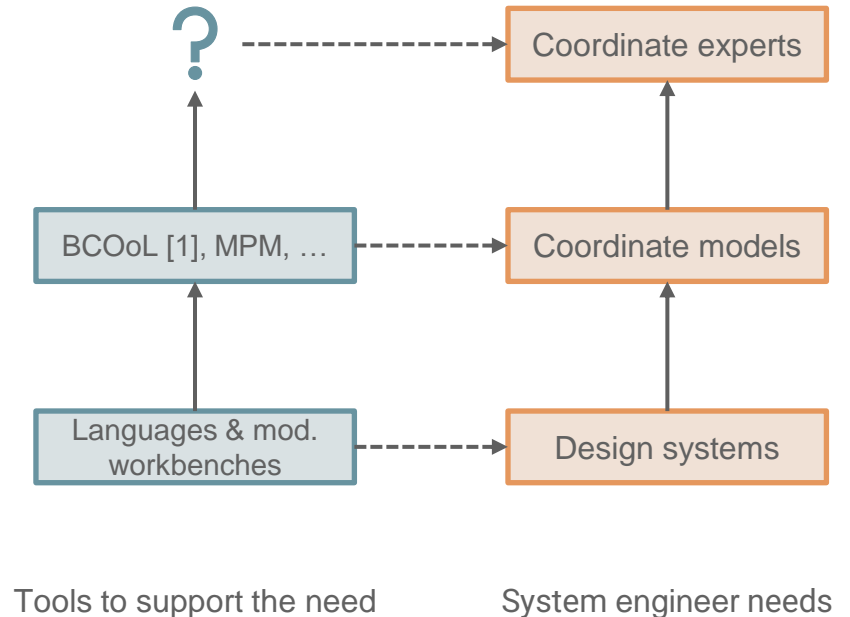 ?
Coordinate experts
BCOoL [1], MPM, …
Coordinate models
Languages & mod.
workbenches
Design systems
Tools to support the need
System engineer needs